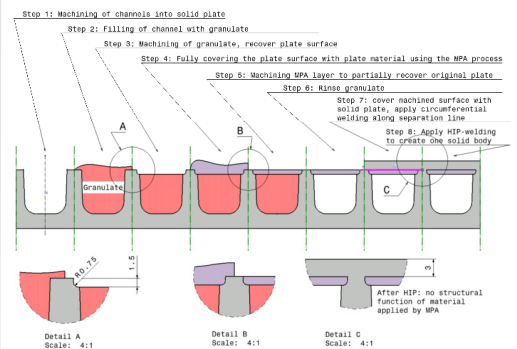 Step 1: Machining of channels into solid plate
Step 2: Filling of channel with granulate
Step 3: Machining of granulate, recover plate surface
Step 4: Fully covering the plate surface with plate material using the MPA process
Step 5: Machining MPA layer to partially recover original plate
Step 6: Rinse granulate
Step 7: cover machined surface with
solid plate, apply circumferential
welding along separation line
Step 8: Apply HIP-welding
to create one solid body
A
B
C
Granulate
R0.75
1.5
3
After HIP: no structural
function of material
applied by MPA
Detail A
Scale: 4:1
Detail B
Scale: 4:1
Detail C
Scale: 4:1